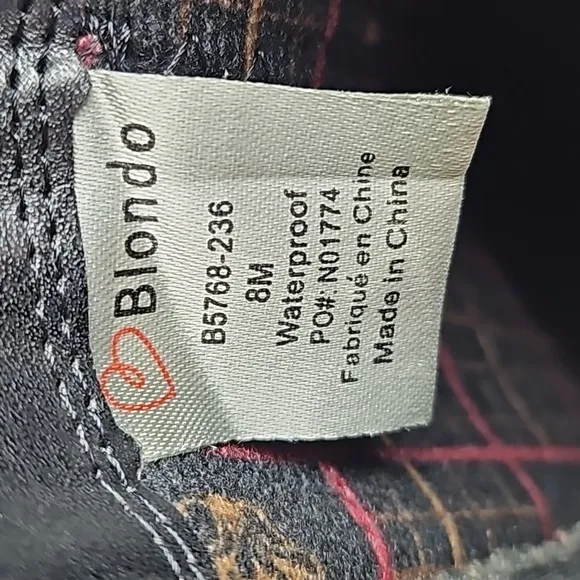 Blondo
B5768-236
8M
Waterproof
PO#: N01774
Fabriqué en Chine
Made in China